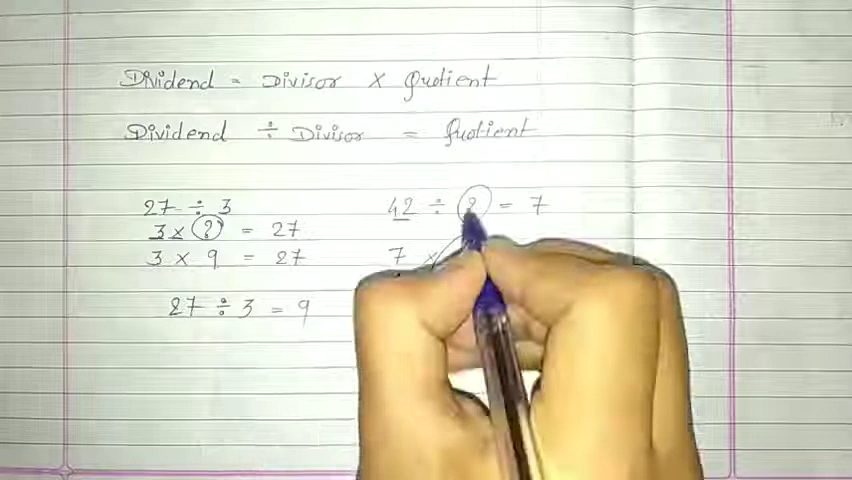 Dividend = Divisor × Quotient
Dividend ÷ Divisor = Quotient
27 ÷ 3
3 × ? = 27
3 × 9 = 27
27 ÷ 3 = 9
42 ÷ ? = 7
7 ×